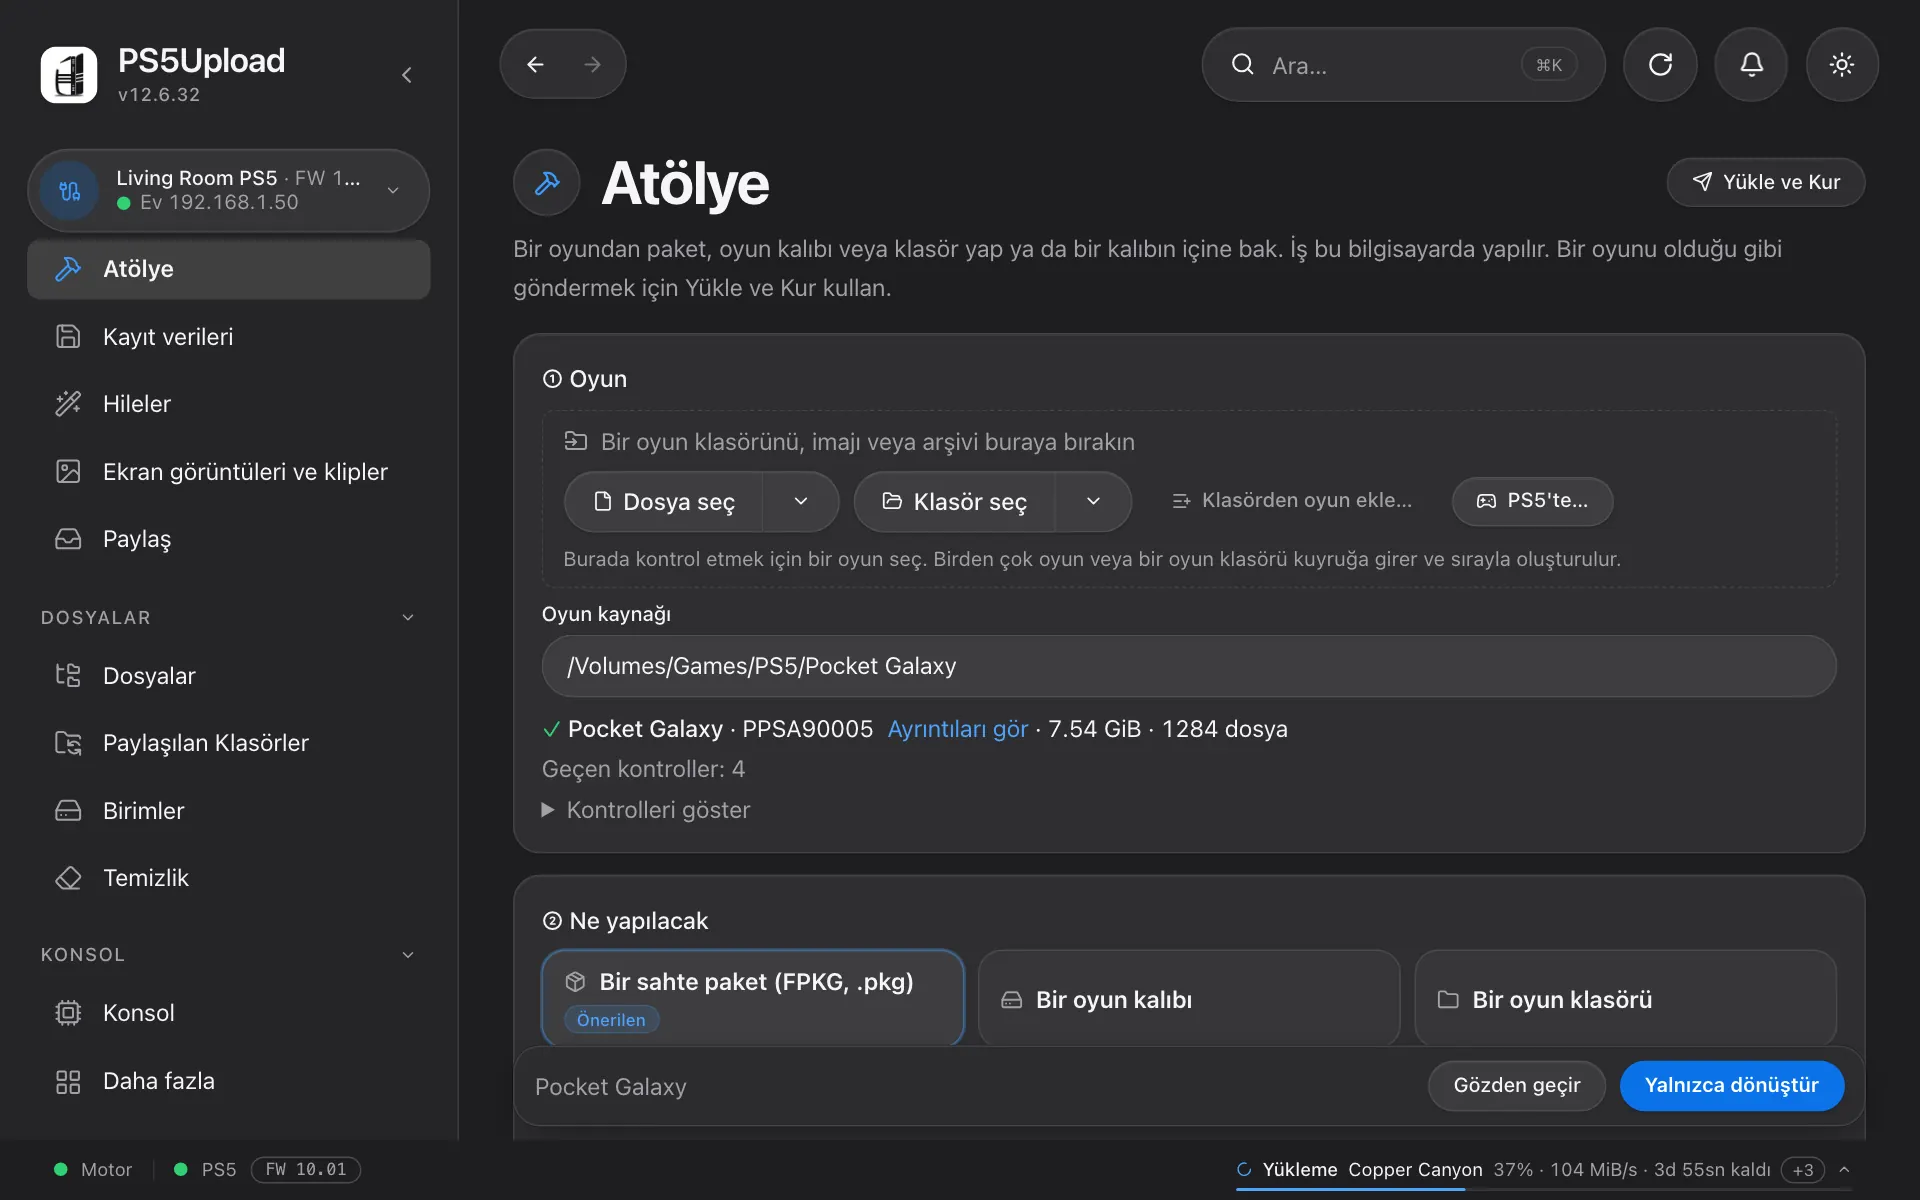 PS5Upload
v12.6.32
Living Room PS5 · FW 1...
Ev 192.168.1.50
Atölye
Kayıt verileri
Hileler
Ekran görüntüleri ve klipler
Paylaş
DOSYALAR
Dosyalar
Paylaşılan Klasörler
Birimler
Temizlik
KONSOL
Konsol
Daha fazla
Ara...
⌘K
Atölye
Yükle ve Kur
Bir oyundan paket, oyun kalıbı veya klasör yap ya da bir kalıbın içine bak. İş bu bilgisayarda yapılır. Bir oyunu olduğu gibi
göndermek için Yükle ve Kur kullan.
① Oyun
Bir oyun klasörünü, imajı veya arşivi buraya bırakın
Dosya seç
Klasör seç
Klasörden oyun ekle...
PS5'te...
Burada kontrol etmek için bir oyun seç. Birden çok oyun veya bir oyun klasörü kuyruğa girer ve sırayla oluşturulur.
Oyun kaynağı
/Volumes/Games/PS5/Pocket Galaxy
Pocket Galaxy · PPSA90005 Ayrıntıları gör · 7.54 GiB · 1284 dosya
Geçen kontroller: 4
Kontrolleri göster
② Ne yapılacak
Bir sahte paket (FPKG, .pkg)
Önerilen
Bir oyun kalıbı
Bir oyun klasörü
Pocket Galaxy
Gözden geçir
Yalnızca dönüştür
Motor
PS5
FW 10.01
Yükleme Copper Canyon 37% · 104 MiB/s · 3d 55sn kaldı
+3